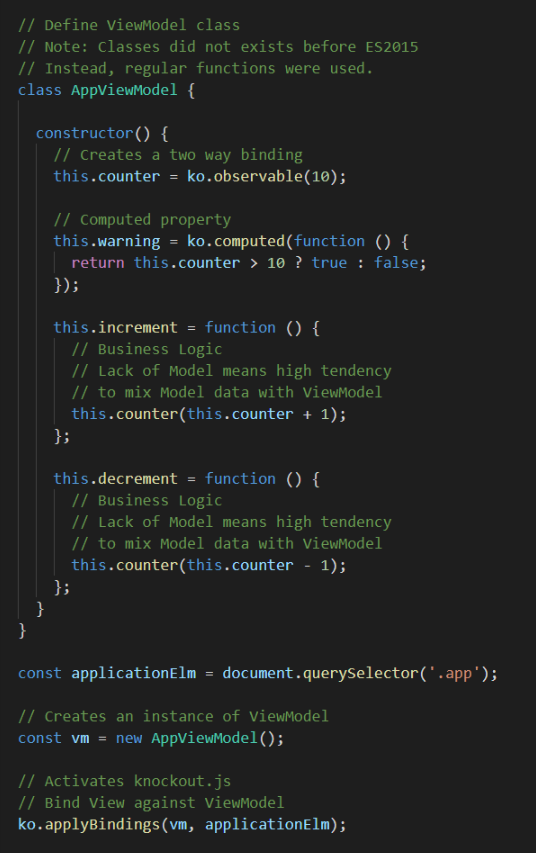 // Define ViewModel class
// Note: Classes did not exists before ES2015
// Instead, regular functions were used.
class AppViewModel {
constructor() {
// Creates a two way binding
this.counter = ko.observable(10);
// Computed property
this.warning = ko.computed(function () {
return this.counter > 10 ? true : false;
});
this.increment = function () {
// Business Logic
// Lack of Model means high tendency
// to mix Model data with ViewModel
this.counter(this.counter + 1);
};
this.decrement = function () {
// Business Logic
// Lack of Model means high tendency
// to mix Model data with ViewModel
this.counter(this.counter - 1);
};
}
}
const applicationElm = document.querySelector('.app');
// Creates an instance of ViewModel
const vm = new AppViewModel();
// Activates knockout.js
// Bind View against ViewModel
ko.applyBindings(vm, applicationElm);